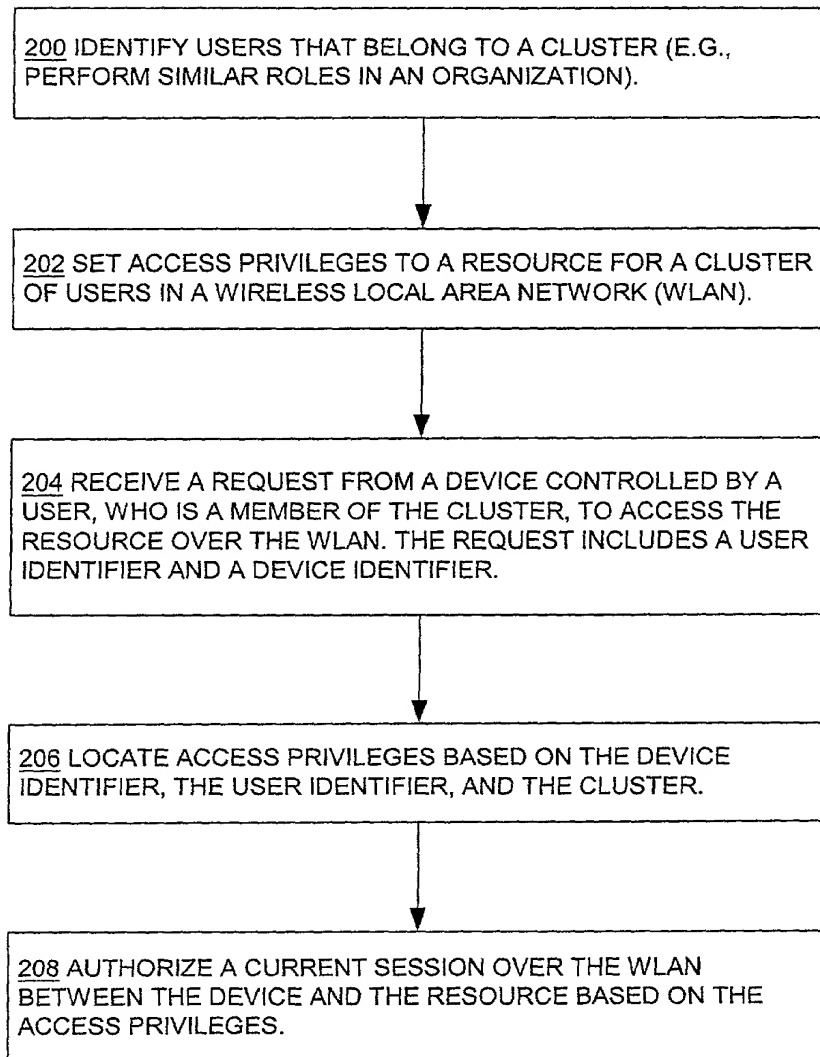 200 IDENTIFY USERS THAT BELONG TO A CLUSTER (E.G.,
PERFORM SIMILAR ROLES IN AN ORGANIZATION).
202 SET ACCESS PRIVILEGES TO A RESOURCE FOR A CLUSTER
OF USERS IN A WIRELESS LOCAL AREA NETWORK (WLAN).
204 RECEIVE A REQUEST FROM A DEVICE CONTROLLED BY A
USER, WHO IS A MEMBER OF THE CLUSTER, TO ACCESS THE
RESOURCE OVER THE WLAN. THE REQUEST INCLUDES A USER
IDENTIFIER AND A DEVICE IDENTIFIER.
206 LOCATE ACCESS PRIVILEGES BASED ON THE DEVICE
IDENTIFIER, THE USER IDENTIFIER, AND THE CLUSTER.
208 AUTHORIZE A CURRENT SESSION OVER THE WLAN
BETWEEN THE DEVICE AND THE RESOURCE BASED ON THE
ACCESS PRIVILEGES.